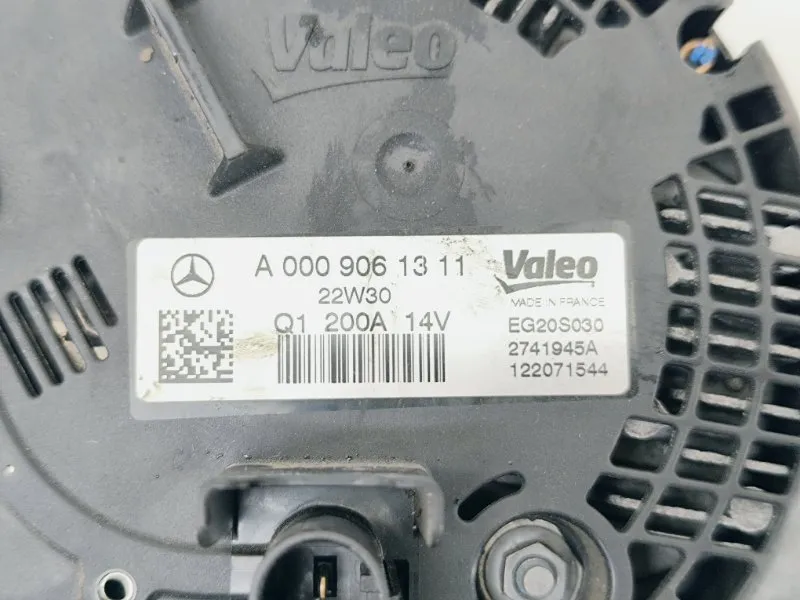 Valeo
A 000 906 13 11
22W30
Q1 200A 14V
Valeo
MADE IN FRANCE
EG20S030
2741945A
122071544